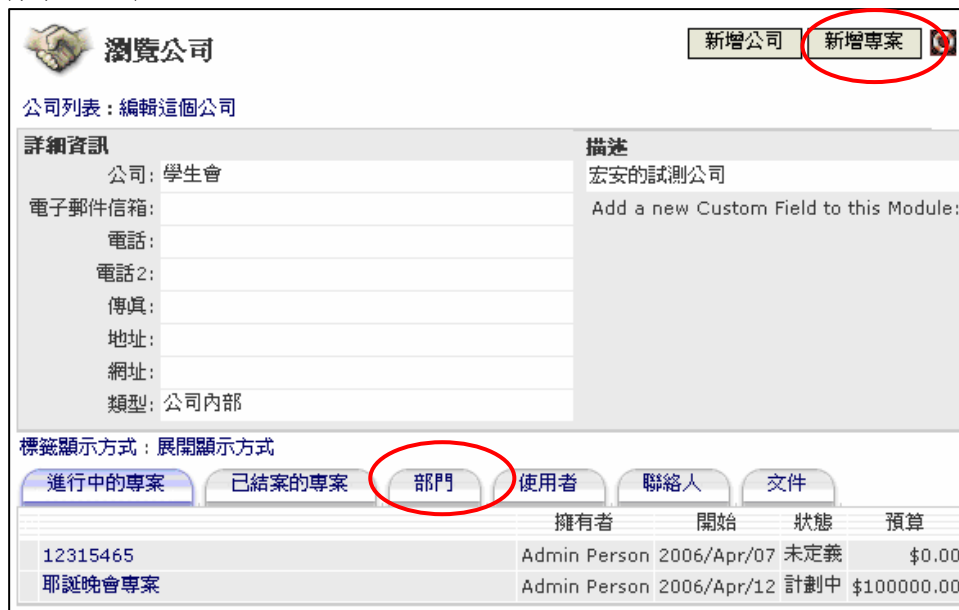 瀏覽公司
新增公司 新增專案
公司列表：編輯這個公司
詳細資訊 描述
公司: 學生會 宏安的試測公司
電子郵件信箱: Add a new Custom Field to this Module:
電話:
電話2:
傳真:
地址:
網址:
類型: 公司內部
標籤顯示方式：展開顯示方式
進行中的專案 已結案的專案 部門 使用者 聯絡人 文件
擁有者 開始 狀態 預算
12315465 Admin Person 2006/Apr/07 未定義 $0.00
耶誕晚會專案 Admin Person 2006/Apr/12 計劃中 $100000.00